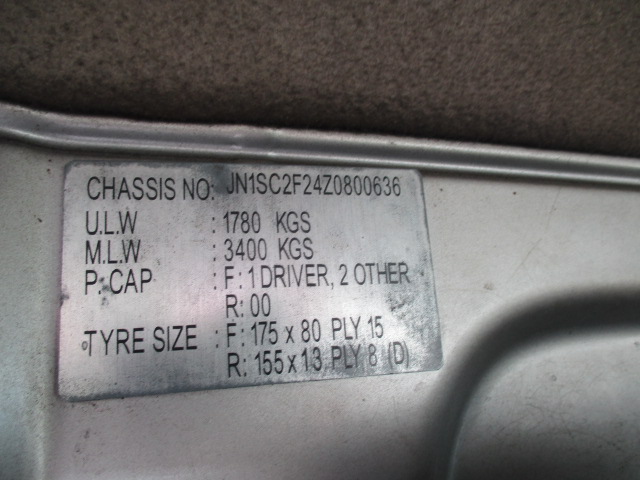 CHASSIS NO: JN1SC2F24Z0800636
U.L.W : 1780 KGS
M.L.W : 3400 KGS
P. CAP : F: 1 DRIVER, 2 OTHER
R: 00
TYRE SIZE : F: 175 x 80 PLY 15
R: 155 x 13 PLY 8 (D)